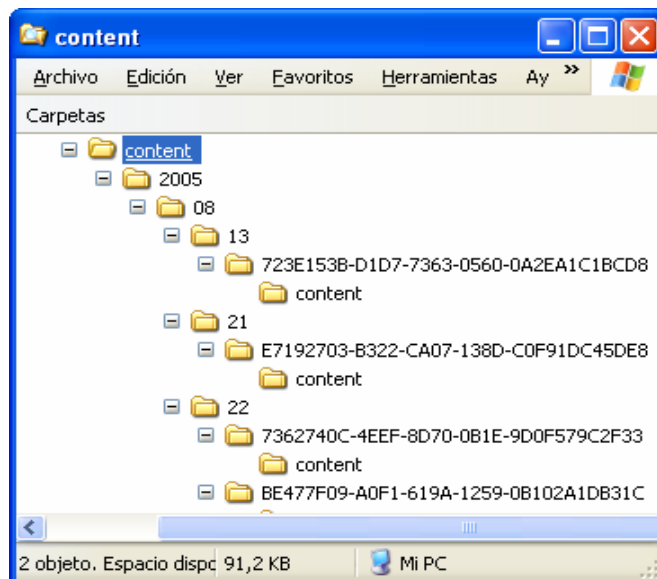 content
Archivo Edición Ver Favoritos Herramientas Ay »
Carpetas
content
2005
08
13
723E153B-D1D7-7363-0560-0A2EA1C1BCD8
content
21
E7192703-B322-CA07-138D-C0F91DC45DE8
content
22
7362740C-4EEF-8D70-0B1E-9D0F579C2F33
content
BE477F09-A0F1-619A-1259-0B102A1DB31C
2 objeto. Espacio dispc 91,2 KB Mi PC